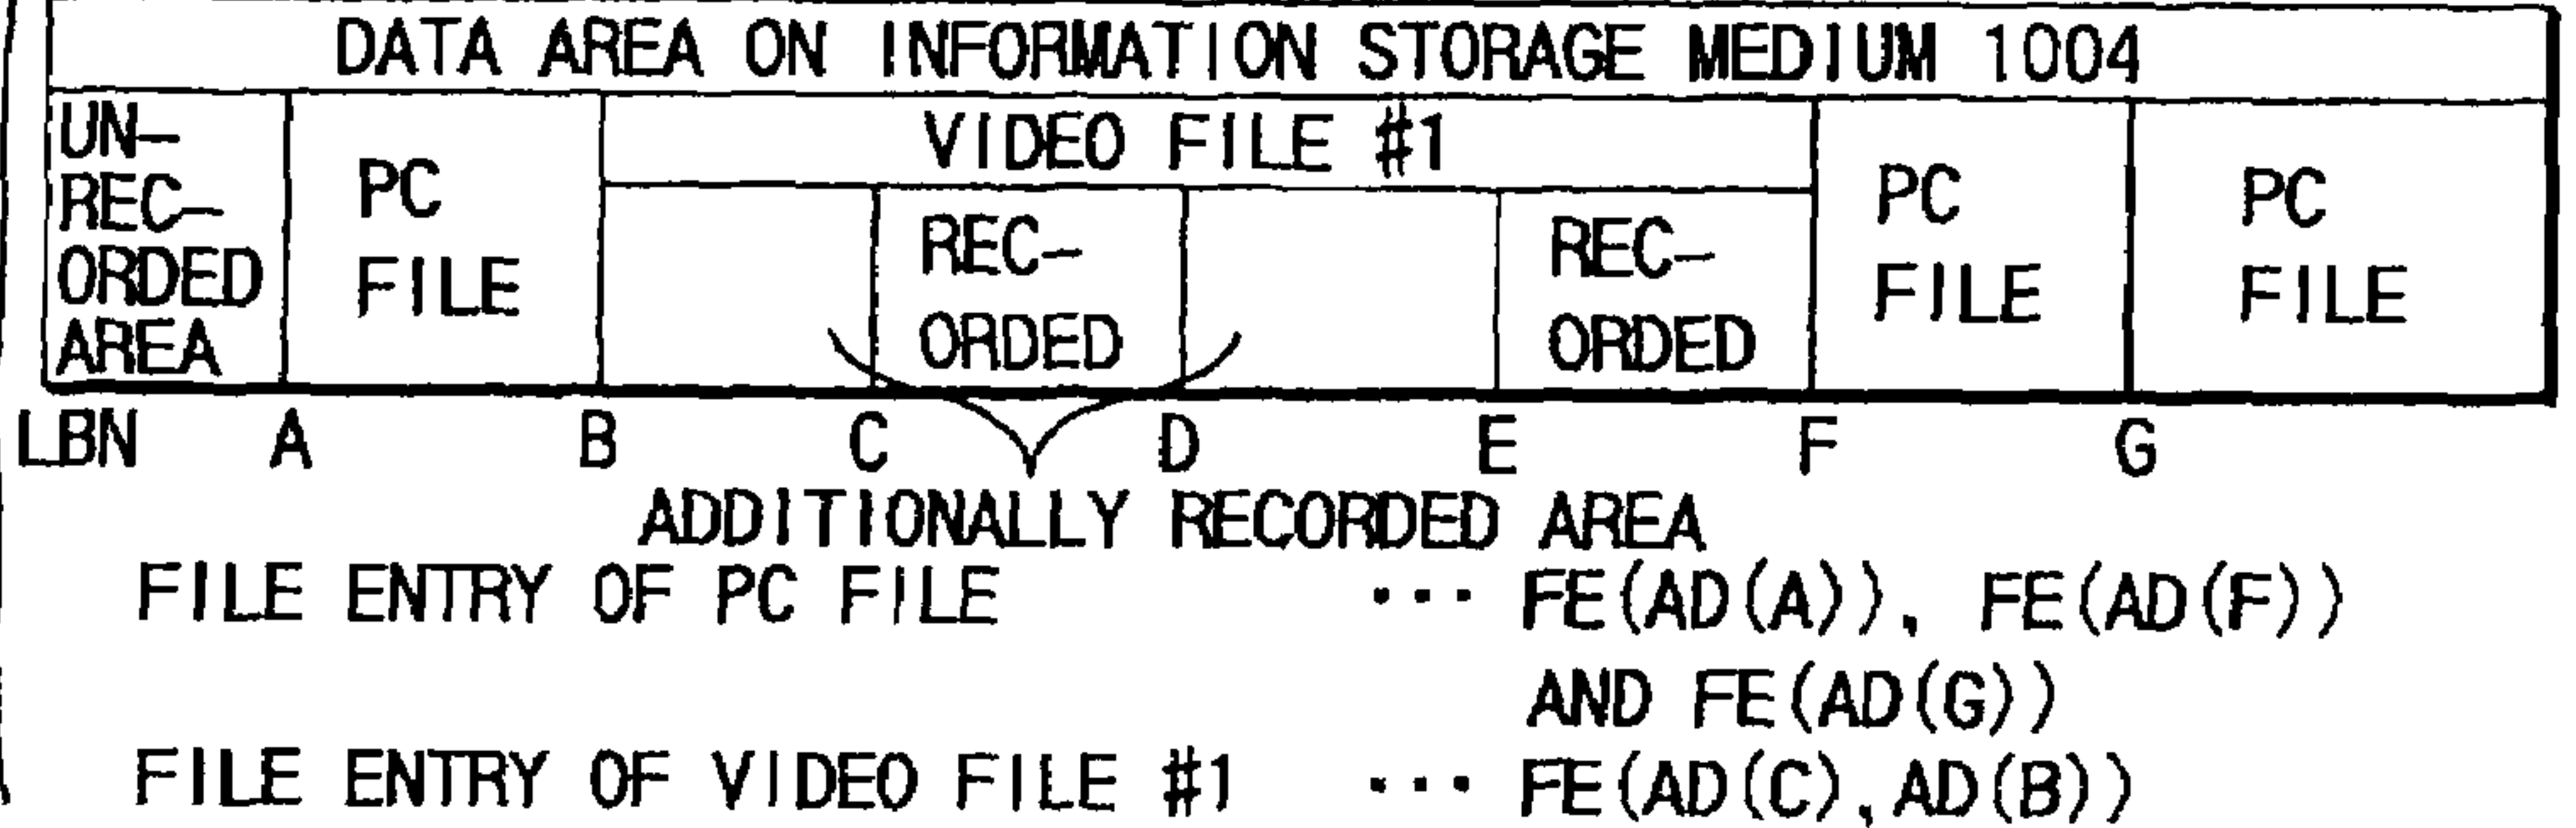 DATA AREA ON INFORMATION STORAGE MEDIUM 1004
UN-
REC-
ORDED
AREA
PC
FILE
VIDEO FILE #1
REC-
ORDED
REC-
ORDED
PC
FILE
PC
FILE
LBN A B C D E F G
ADDITIONALLY RECORDED AREA
FILE ENTRY OF PC FILE ··· FE(AD(A)), FE(AD(F))
AND FE(AD(G))
FILE ENTRY OF VIDEO FILE #1 ··· FE(AD(C),AD(B))